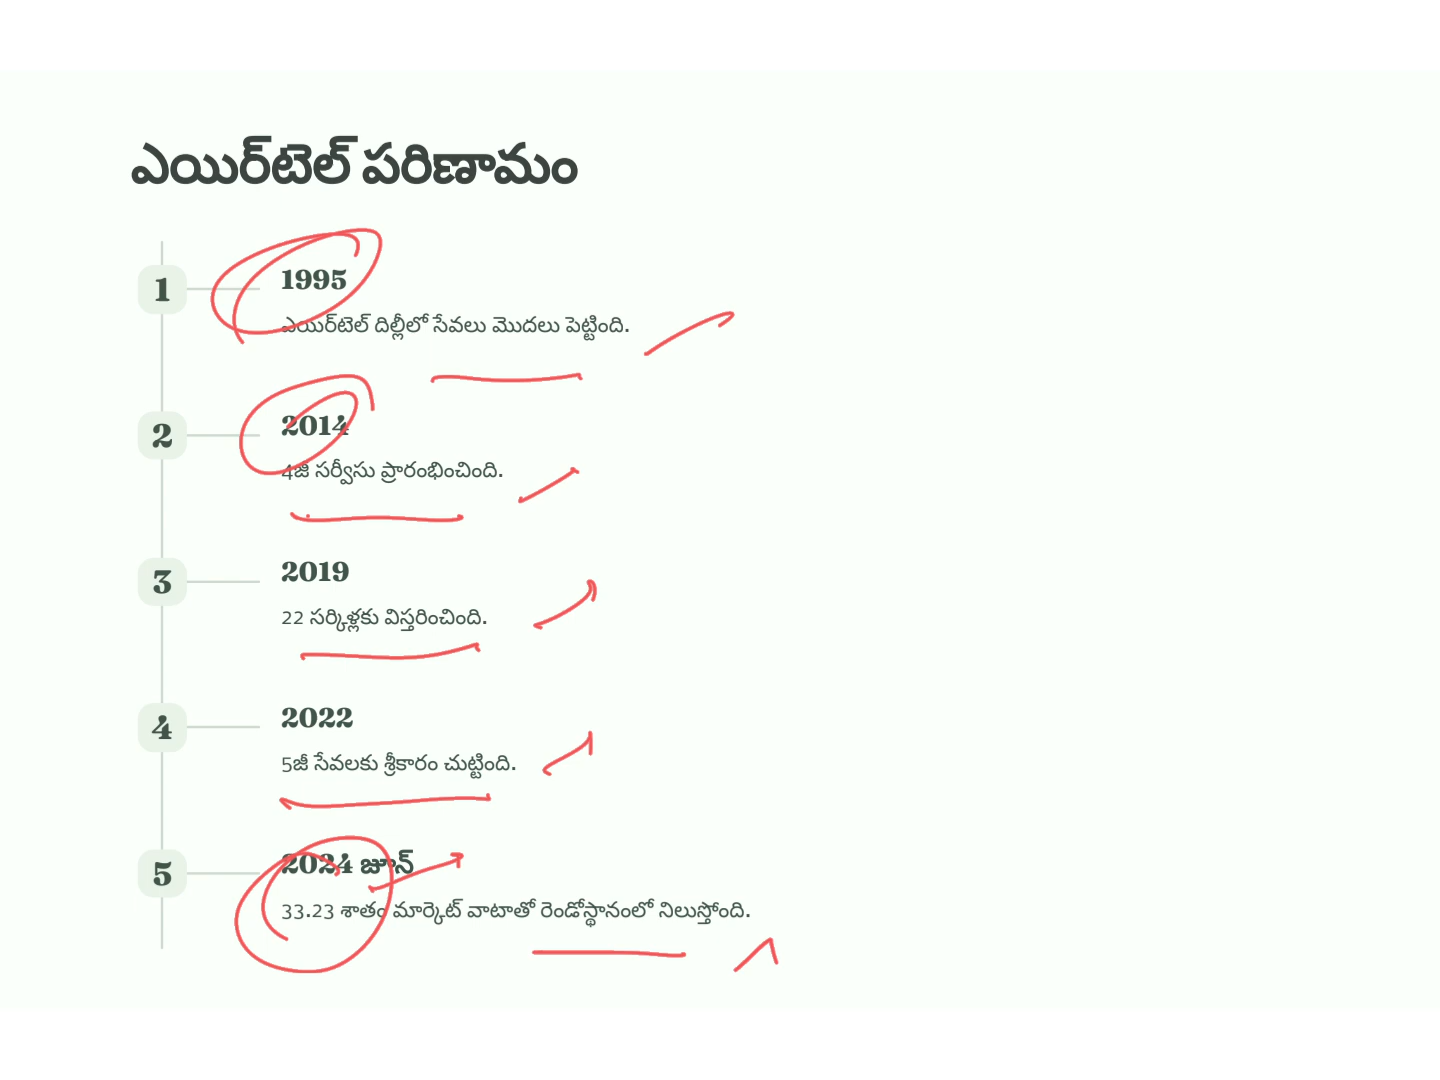 ఎయిర్‌టెల్ పరిణామం
1
1995
ఎయిర్‌టెల్ దిల్లీలో సేవలు మొదలు పెట్టింది.
2
2014
4జీ సర్వీసు ప్రారంభించింది.
3
2019
22 సర్కిళ్లకు విస్తరించింది.
4
2022
5జీ సేవలకు శ్రీకారం చుట్టింది.
5
2024 జూన్
33.23 శాతం మార్కెట్ వాటాతో రెండోస్థానంలో నిలుస్తోంది.